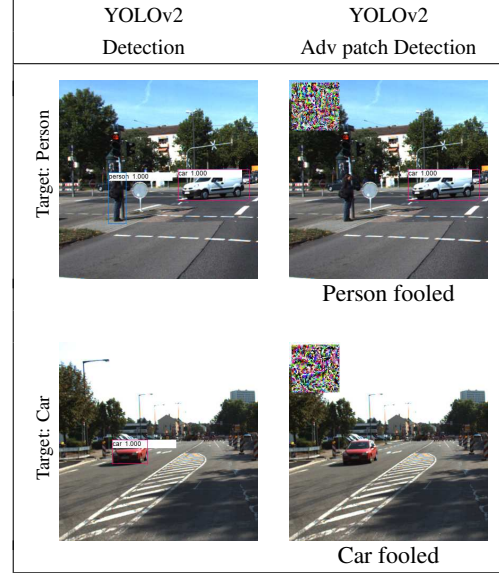 YOLOv2
Detection
YOLOv2
Adv patch Detection
Target: Person
person 1.000
car 1.000
car 1.000
Person fooled
Target: Car
car 1.000
Car fooled